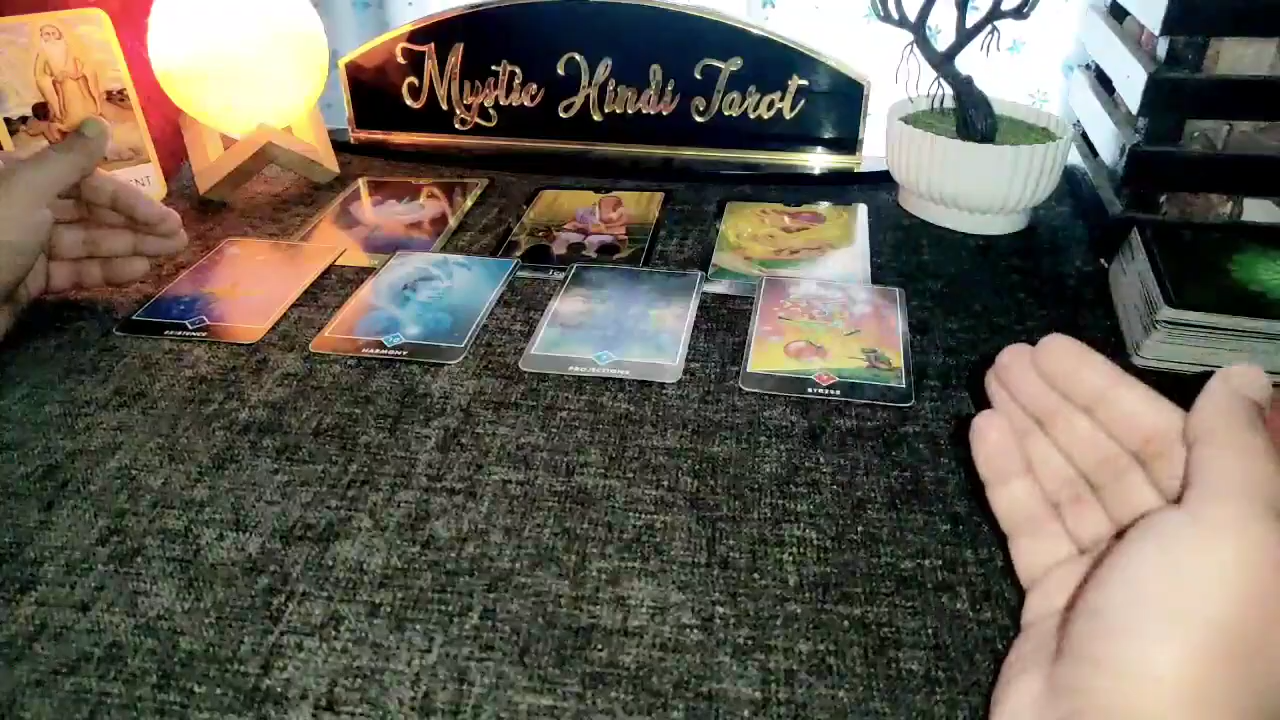 Mystic Hindi Tarot
EXISTENCE
HARMONY
PROJECTIONS
STRESS